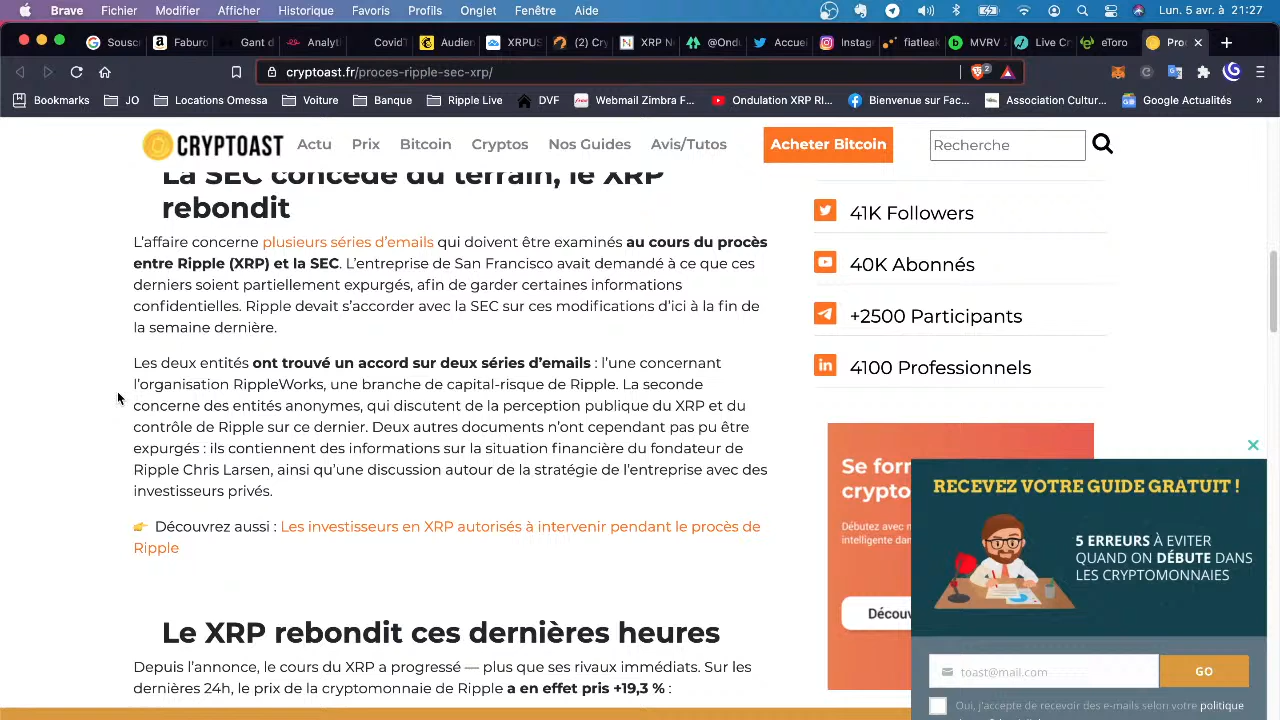 Brave Fichier Modifier Affichage Historique Favoris Profils Onglet Fenêtre Aide Lun. 5 avr. à 21:27
Sousc Faburo Gant d Analyt CovidT Audien XRPUS (2) Cry XRP Ne @Ondu Accuei Instag fiatleak MVRV Z Live Cr eToro Pro
cryptoast.fr/proces-ripple-sec-xrp/ 2
Bookmarks JO Locations Omessa Voiture Banque Ripple Live DVF Webmail Zimbra F... Ondulation XRP RI... Bienvenue sur Fac... Association Cultur... Google Actualités »
CRYPTOAST Actu Prix Bitcoin Cryptos Nos Guides Avis/Tutos Acheter Bitcoin Recherche
La SEC concède du terrain, le XRP
rebondit
L'affaire concerne plusieurs séries d'emails qui doivent être examinés au cours du procès
entre Ripple (XRP) et la SEC. L'entreprise de San Francisco avait demandé à ce que ces
derniers soient partiellement expurgés, afin de garder certaines informations
confidentielles. Ripple devait s'accorder avec la SEC sur ces modifications d'ici à la fin de
la semaine dernière.
Les deux entités ont trouvé un accord sur deux séries d'emails : l'une concernant
l'organisation RippleWorks, une branche de capital-risque de Ripple. La seconde
concerne des entités anonymes, qui discutent de la perception publique du XRP et du
contrôle de Ripple sur ce dernier. Deux autres documents n'ont cependant pas pu être
expurgés : ils contiennent des informations sur la situation financière du fondateur de
Ripple Chris Larsen, ainsi qu'une discussion autour de la stratégie de l'entreprise avec des
investisseurs privés.
Découvrez aussi : Les investisseurs en XRP autorisés à intervenir pendant le procès de
Ripple
Le XRP rebondit ces dernières heures
Depuis l'annonce, le cours du XRP a progressé — plus que ses rivaux immédiats. Sur les
dernières 24h, le prix de la cryptomonnaie de Ripple a en effet pris +19,3 % :
41K Followers
40K Abonnés
+2500 Participants
4100 Professionnels
Se for
crypto
Débutez avec n
intelligente dan
Découv
RECEVEZ VOTRE GUIDE GRATUIT !
5 ERREURS À EVITER
QUAND ON DÉBUTE DANS
LES CRYPTOMONNAIES
toast@mail.com GO
Oui, j'accepte de recevoir des e-mails selon votre politique